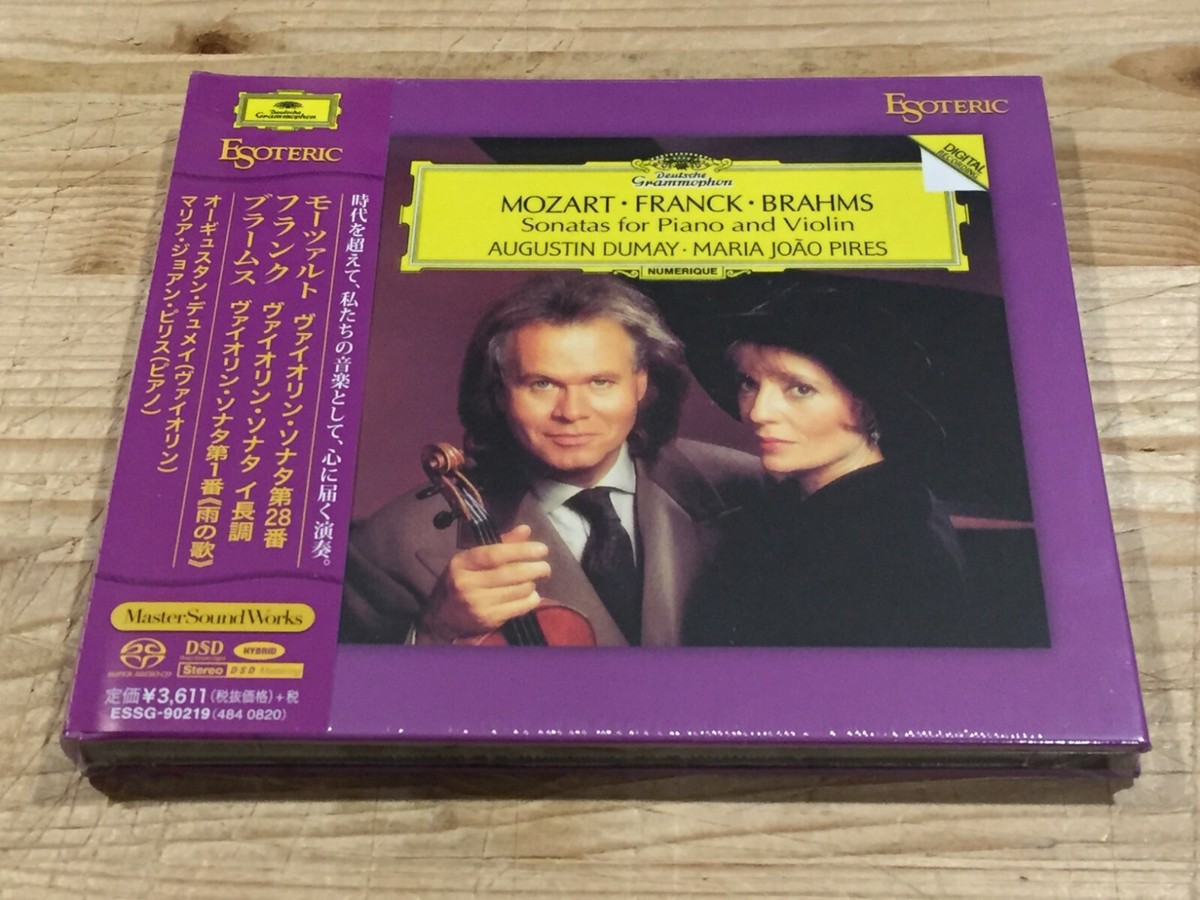 Deutsche
Grammophon
ESOTERIC
時代を超えて、私たちの音楽として、心に届く演奏。
モーツァルト ヴァイオリン・ソナタ第28番
フランク ヴァイオリン・ソナタ イ長調
ブラームス ヴァイオリン・ソナタ第1番《雨の歌》
オーギュスタン・デュメイ(ヴァイオリン)
マリア・ジョアン・ピリス(ピアノ)
MasterSoundWorks
SUPER AUDIO CD
DSD
HYBRID
Stereo
DSD Mastering
定価¥3,611(税抜価格)+税
ESSG-90219(484 0820)
ESOTERIC
DIGITAL
RECORDING
Deutsche
Grammophon
MOZART・FRANCK・BRAHMS
Sonatas for Piano and Violin
AUGUSTIN DUMAY・MARIA JOÃO PIRES
NUMERIQUE